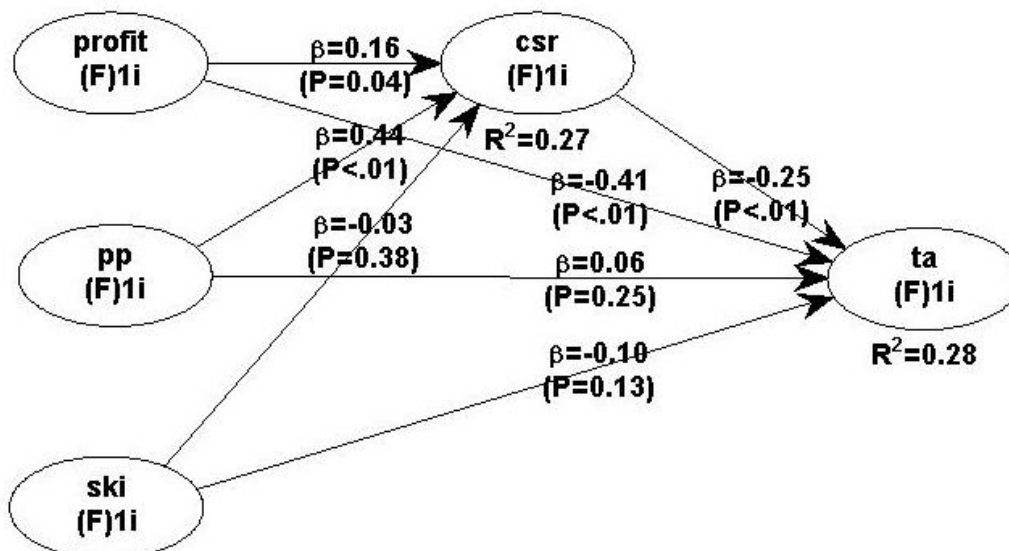 profit
(F)1i
β=0.16
(P=0.04)
csr
(F)1i
R²=0.27
β=0.44
(P<.01)
β=-0.41
(P<.01)
β=-0.25
(P<.01)
β=-0.03
(P=0.38)
pp
(F)1i
β=0.06
(P=0.25)
ta
(F)1i
R²=0.28
β=-0.10
(P=0.13)
ski
(F)1i